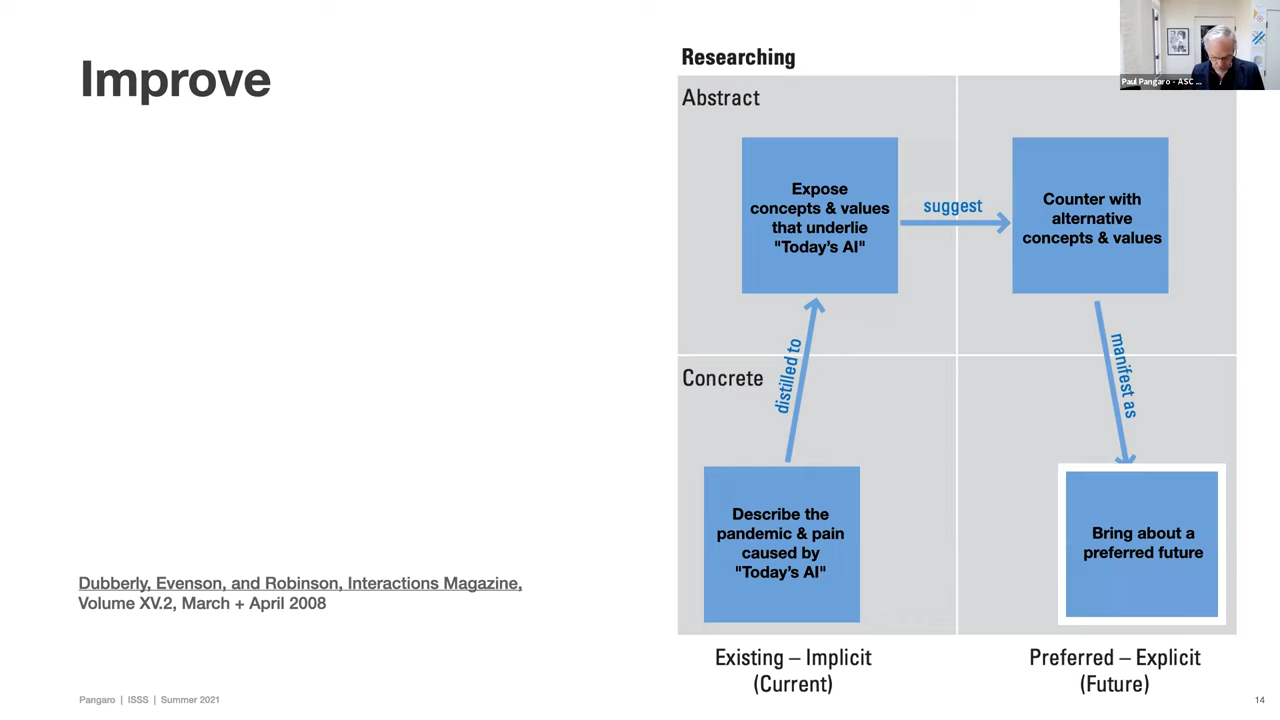 Improve
Dubberly, Evenson, and Robinson, Interactions Magazine,
Volume XV.2, March + April 2008
Researching
Abstract
Expose
concepts & values
that underlie
"Today's AI"
suggest
Counter with
alternative
concepts & values
distilled to
manifest as
Concrete
Describe the
pandemic & pain
caused by
"Today's AI"
Bring about a
preferred future
Existing – Implicit
(Current)
Preferred – Explicit
(Future)
Paul Pangaro - ASC ...
Pangaro | ISSS | Summer 2021
14